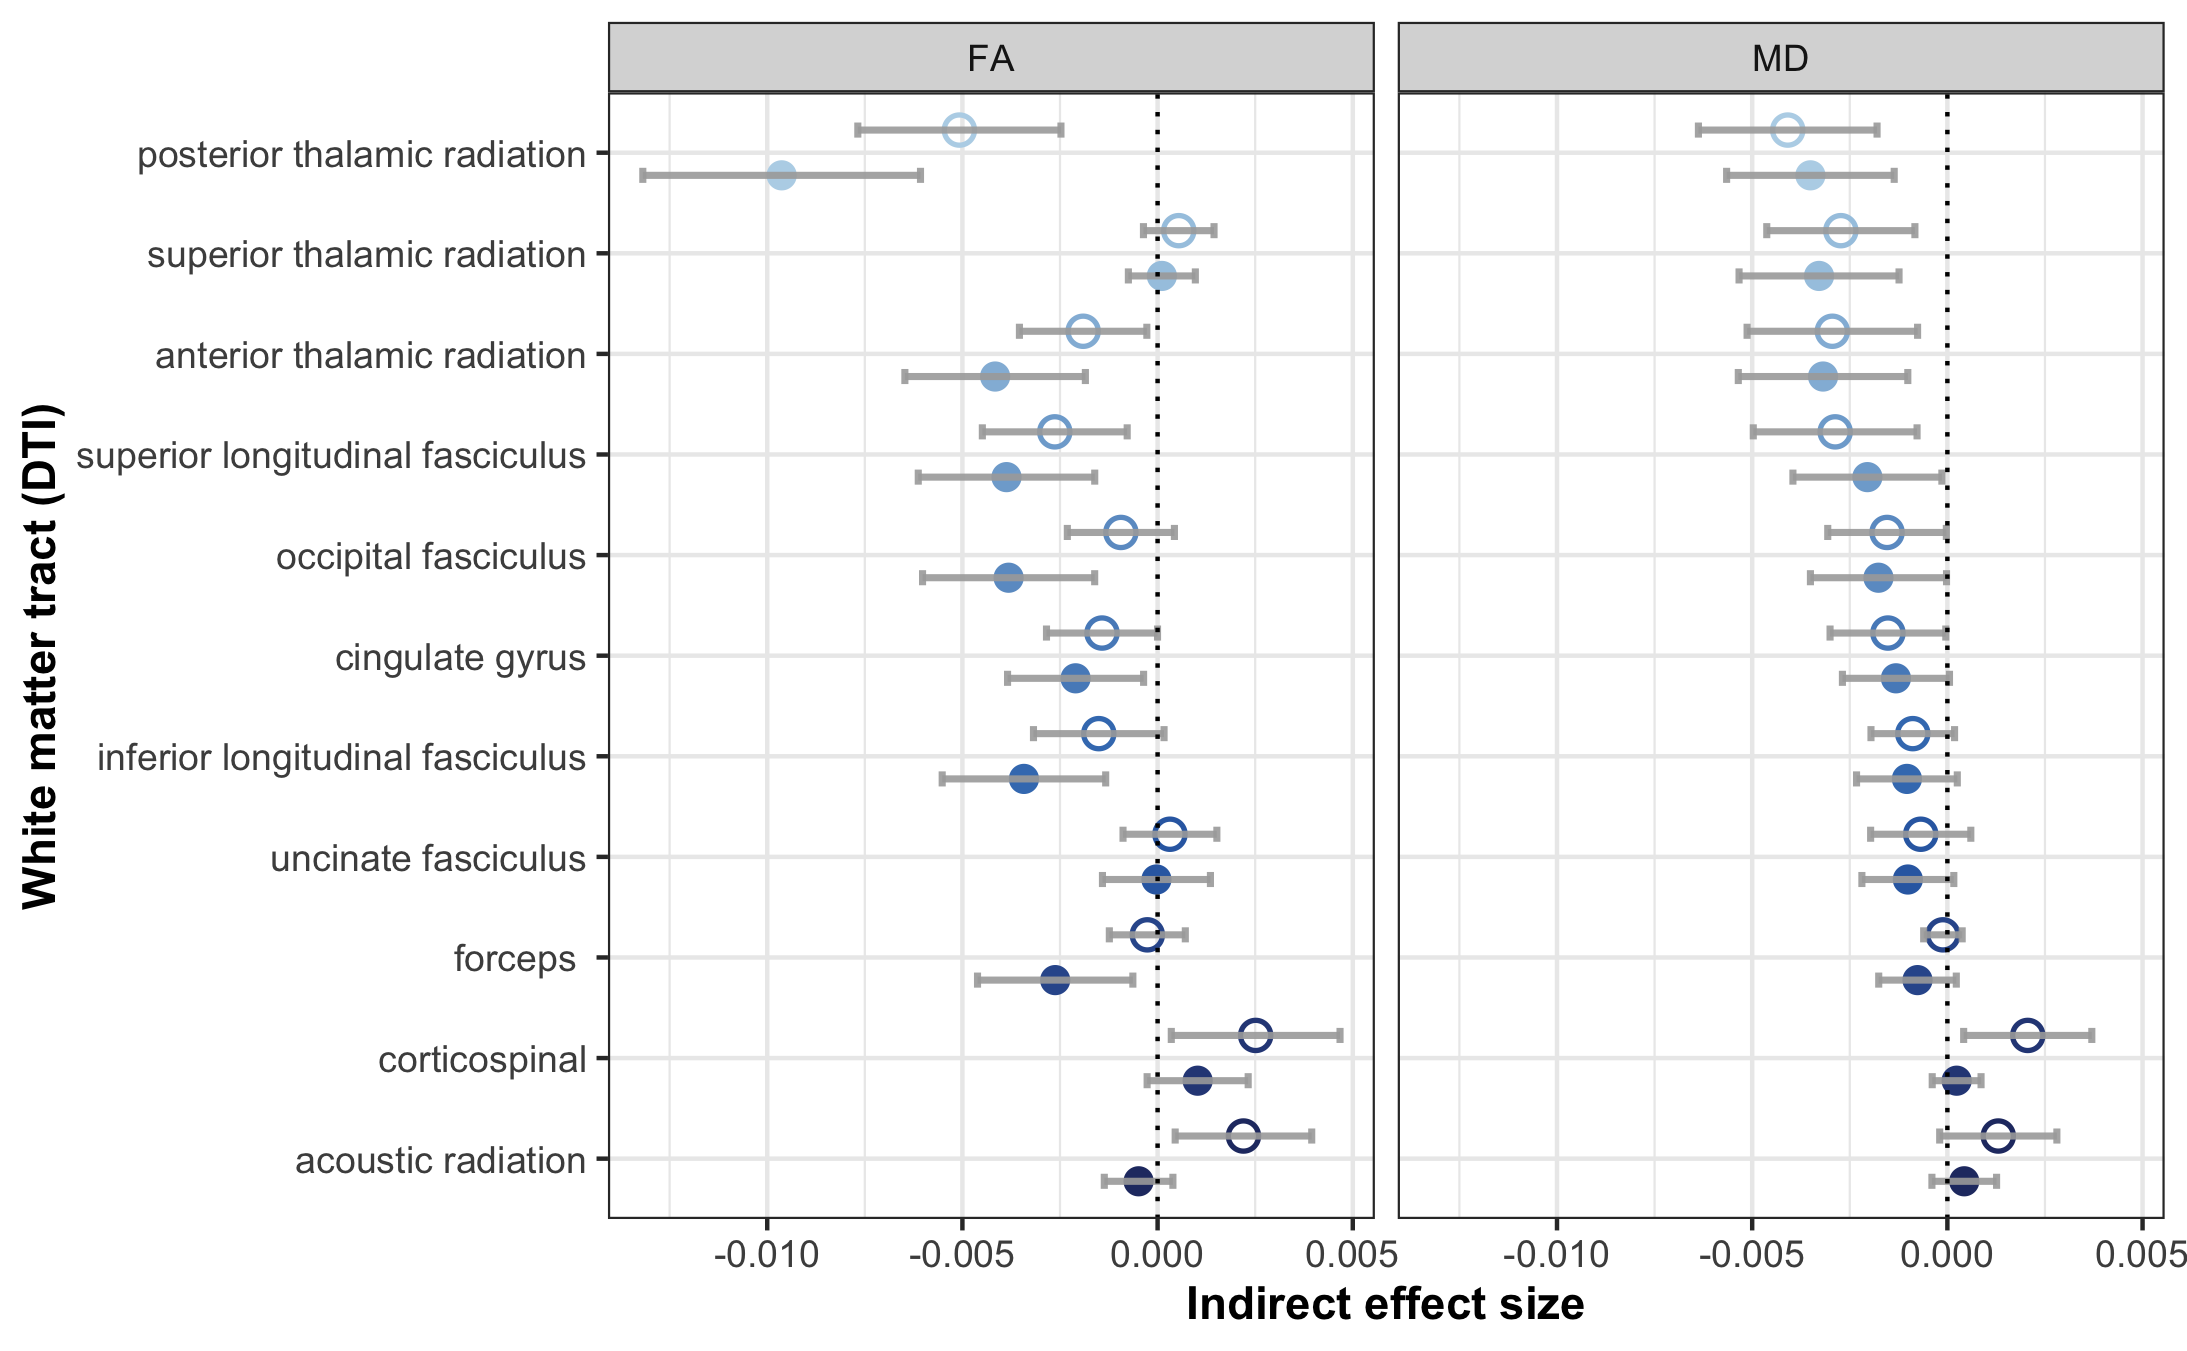 FA
MD
White matter tract (DTI)
posterior thalamic radiation
superior thalamic radiation
anterior thalamic radiation
superior longitudinal fasciculus
occipital fasciculus
cingulate gyrus
inferior longitudinal fasciculus
uncinate fasciculus
forceps
corticospinal
acoustic radiation
-0.010 -0.005 0.000 0.005 -0.010 -0.005 0.000 0.005
Indirect effect size